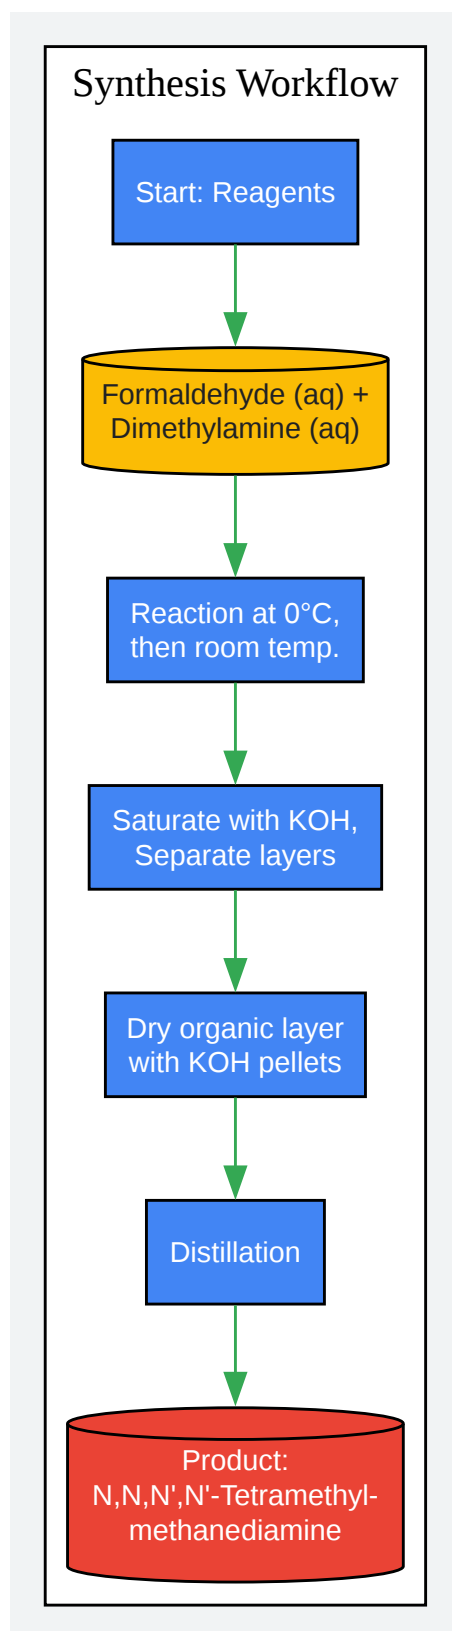 Synthesis Workflow
Start: Reagents
Formaldehyde (aq) +
Dimethylamine (aq)
Reaction at 0°C,
then room temp.
Saturate with KOH,
Separate layers
Dry organic layer
with KOH pellets
Distillation
Product:
N,N,N',N'-Tetramethyl-
methanediamine